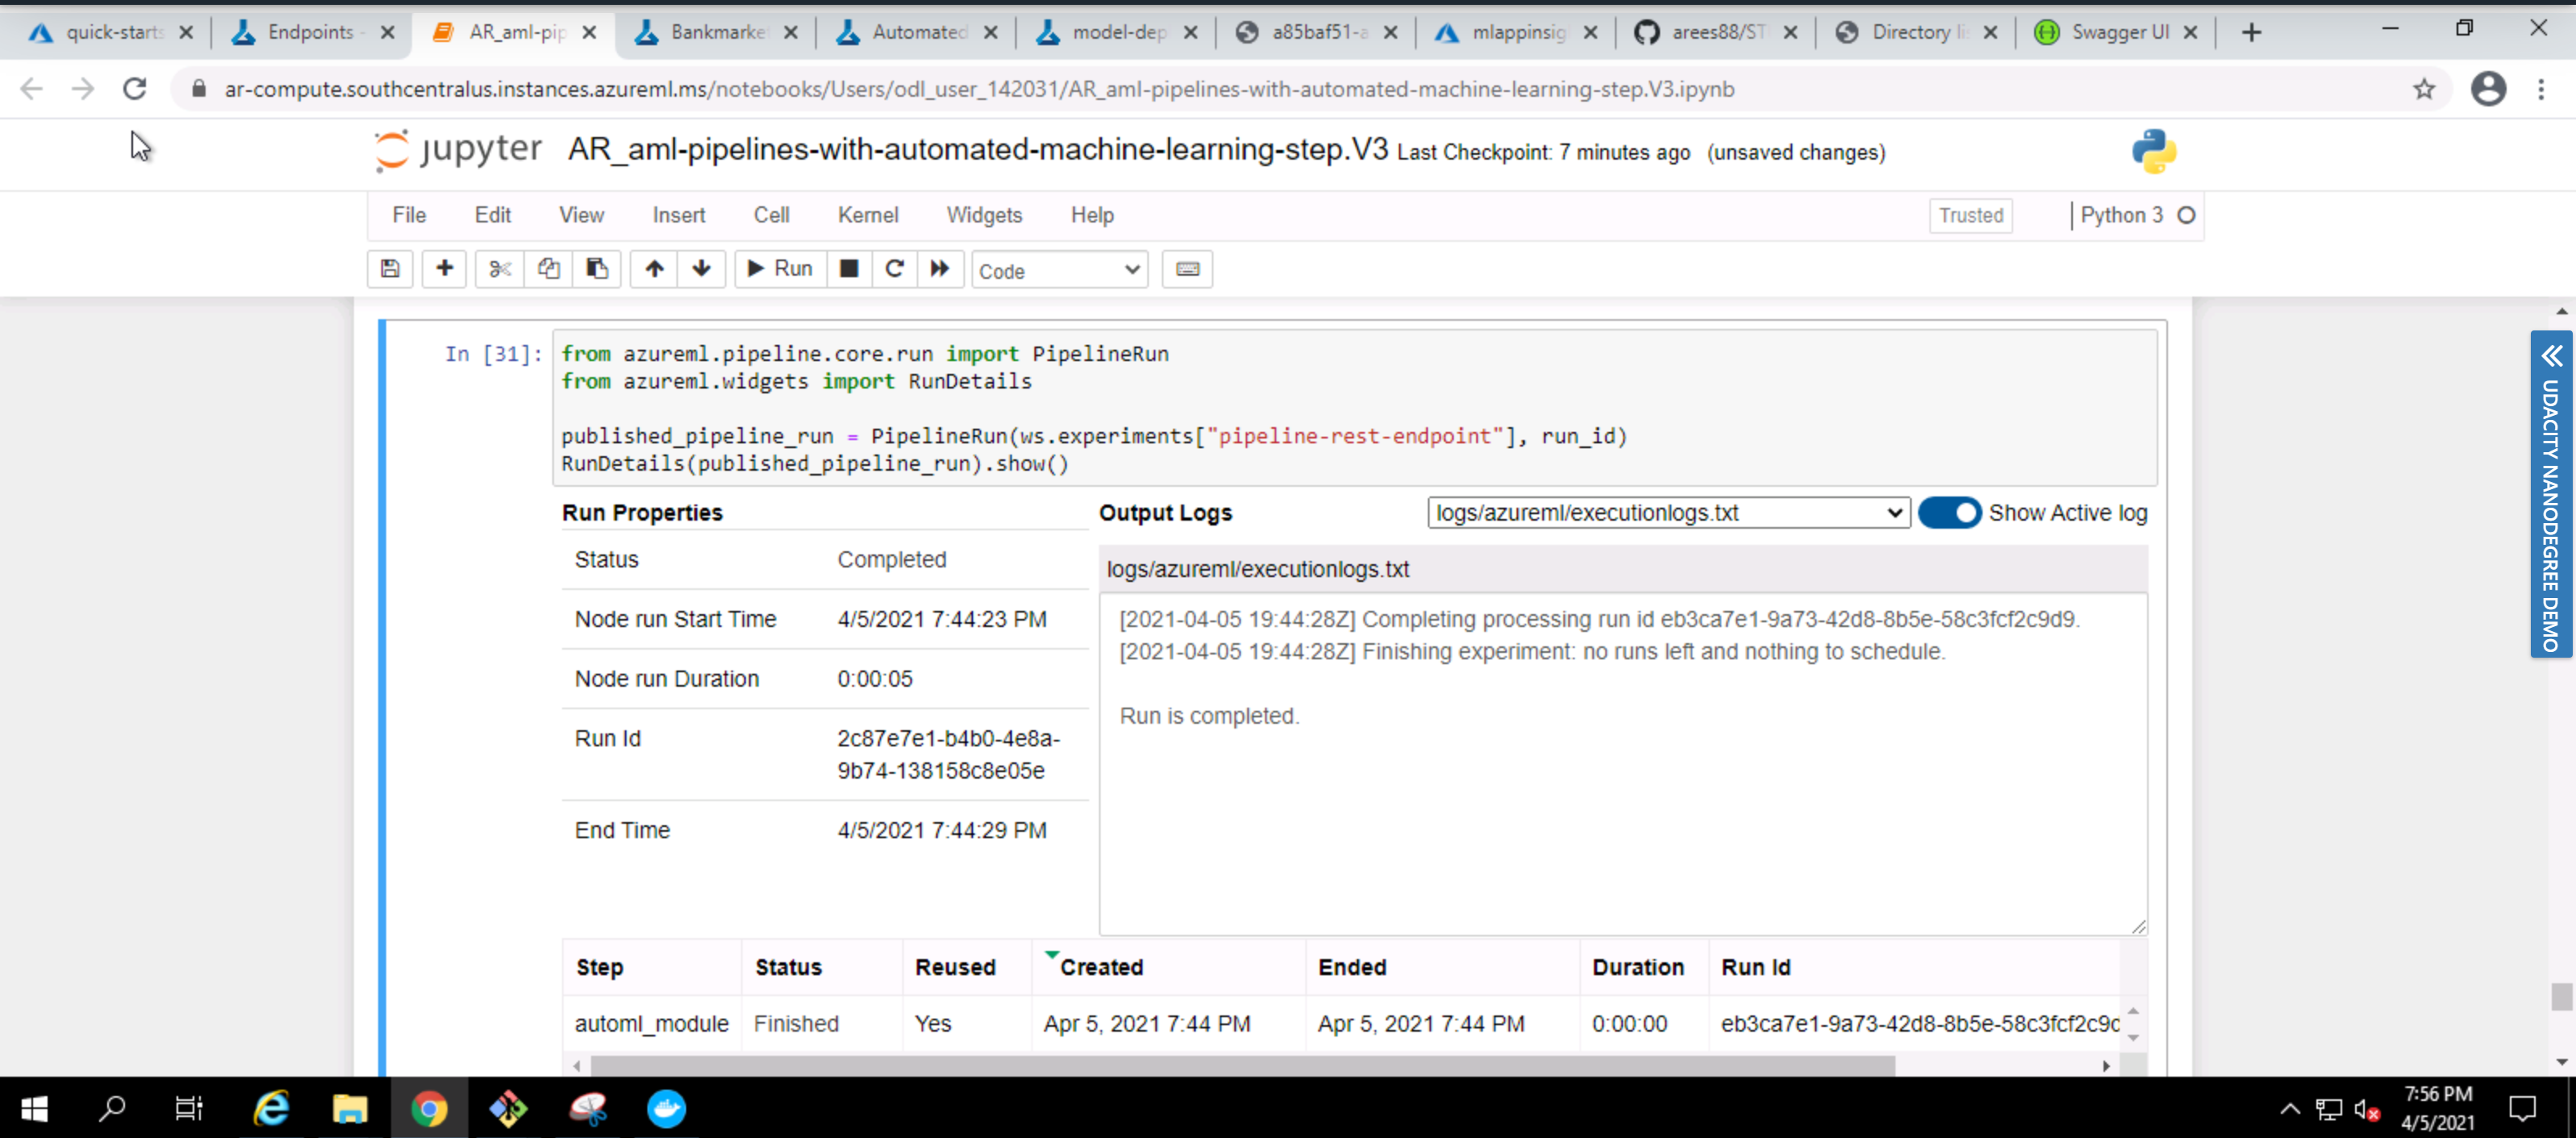 quick-starts
Endpoints -
AR_aml-pip
Bankmarke
Automated
model-dep
a85baf51-a
mlappinsig
arees88/ST
Directory li
Swagger UI
ar-compute.southcentralus.instances.azureml.ms/notebooks/Users/odl_user_142031/AR_aml-pipelines-with-automated-machine-learning-step.V3.ipynb
jupyter AR_aml-pipelines-with-automated-machine-learning-step.V3 Last Checkpoint: 7 minutes ago (unsaved changes)
File Edit View Insert Cell Kernel Widgets Help Trusted Python 3
Run Code
In [31]: from azureml.pipeline.core.run import PipelineRun
from azureml.widgets import RunDetails
published_pipeline_run = PipelineRun(ws.experiments["pipeline-rest-endpoint"], run_id)
RunDetails(published_pipeline_run).show()
Run Properties
Status Completed
Node run Start Time 4/5/2021 7:44:23 PM
Node run Duration 0:00:05
Run Id 2c87e7e1-b4b0-4e8a-
9b74-138158c8e05e
End Time 4/5/2021 7:44:29 PM
Output Logs logs/azureml/executionlogs.txt Show Active log
logs/azureml/executionlogs.txt
[2021-04-05 19:44:28Z] Completing processing run id eb3ca7e1-9a73-42d8-8b5e-58c3fcf2c9d9.
[2021-04-05 19:44:28Z] Finishing experiment: no runs left and nothing to schedule.
Run is completed.
Step Status Reused Created Ended Duration Run Id
automl_module Finished Yes Apr 5, 2021 7:44 PM Apr 5, 2021 7:44 PM 0:00:00 eb3ca7e1-9a73-42d8-8b5e-58c3fcf2c9d
UDACITY NANODEGREE DEMO
7:56 PM
4/5/2021